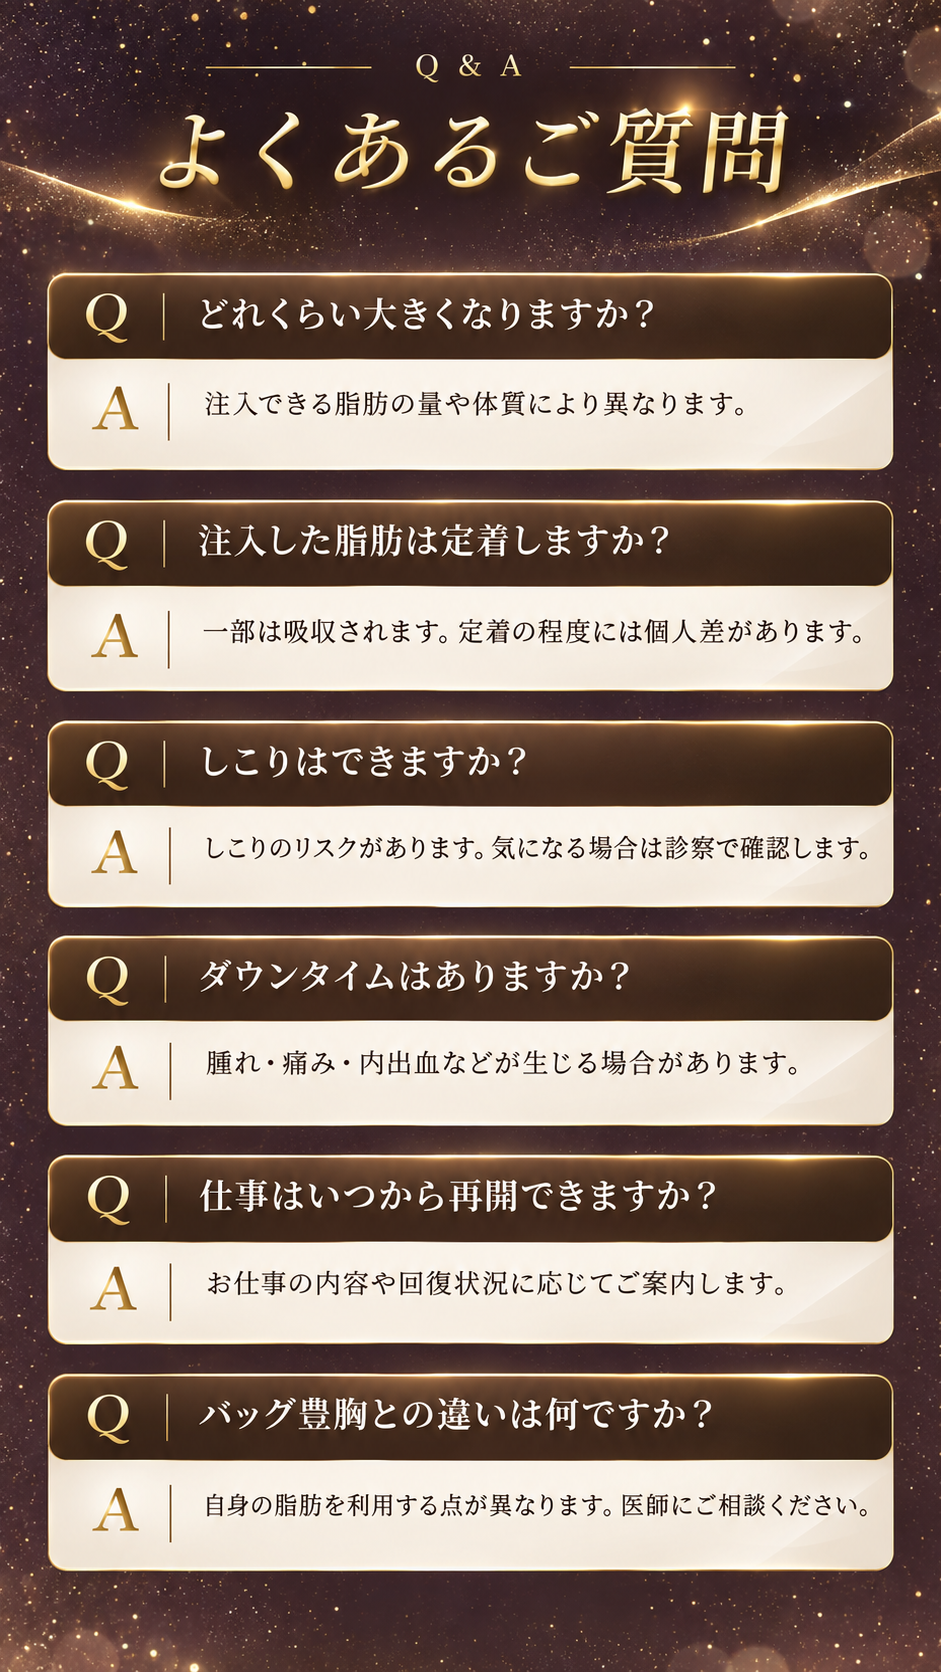 Q & A
よくあるご質問
Q どれくらい大きくなりますか？
A 注入できる脂肪の量や体質により異なります。
Q 注入した脂肪は定着しますか？
A 一部は吸収されます。定着の程度には個人差があります。
Q しこりはできますか？
A しこりのリスクがあります。気になる場合は診察で確認します。
Q ダウンタイムはありますか？
A 腫れ・痛み・内出血などが生じる場合があります。
Q 仕事はいつから再開できますか？
A お仕事の内容や回復状況に応じてご案内します。
Q バッグ豊胸との違いは何ですか？
A 自身の脂肪を利用する点が異なります。医師にご相談ください。